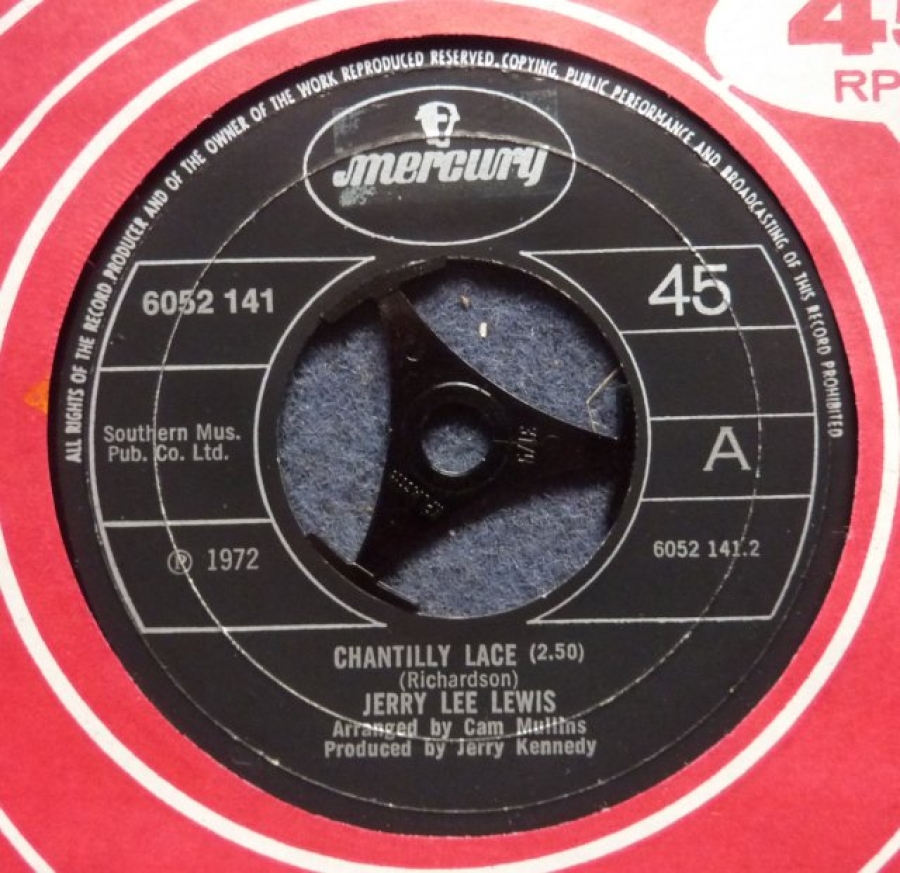 45
RP
ALL RIGHTS OF THE RECORD PRODUCER AND OF THE OWNER OF THE WORK REPRODUCED RESERVED. COPYING, PUBLIC PERFORMANCE AND BROADCASTING OF THIS RECORD PROHIBITED
mercury
6052 141
45
Southern Mus.
Pub. Co. Ltd.
A
℗ 1972
6052 141.2
CHANTILLY LACE (2.50)
(Richardson)
JERRY LEE LEWIS
Arranged by Cam Mullins
Produced by Jerry Kennedy